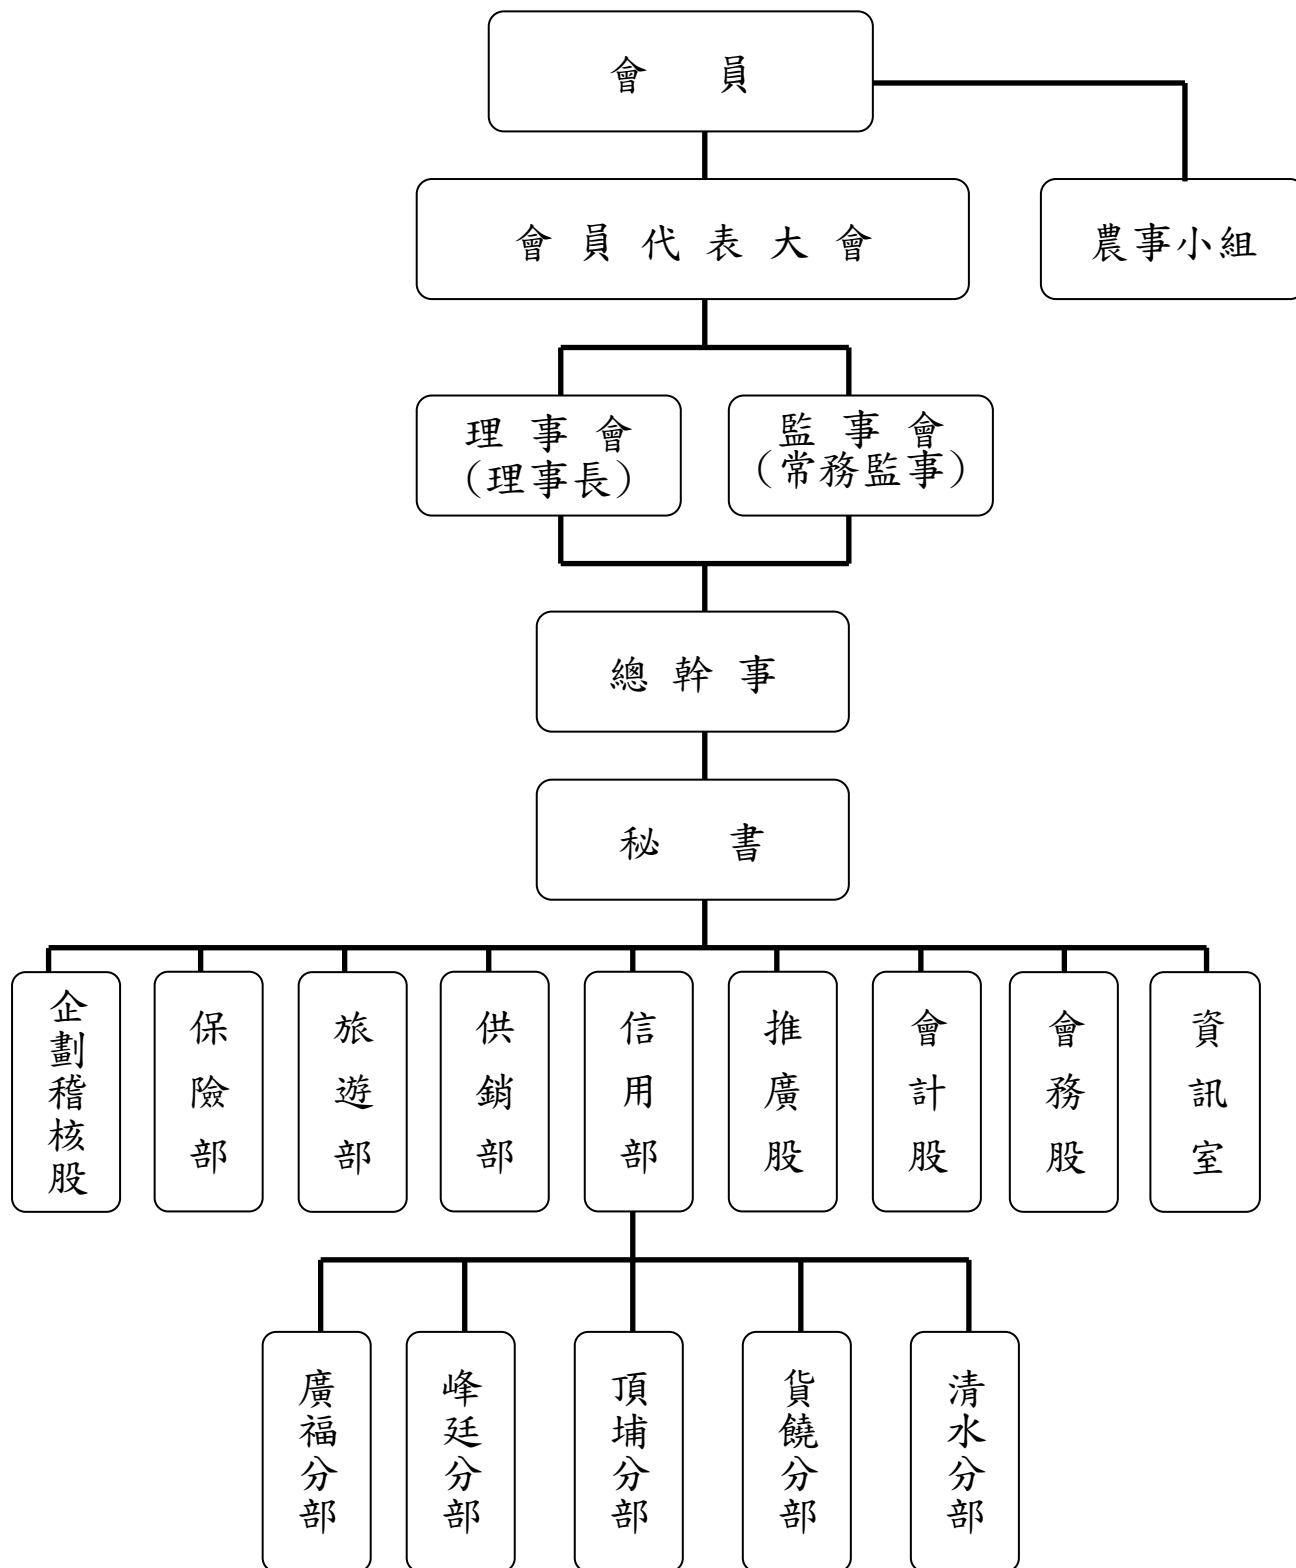 會 員
會 員 代 表 大 會
農事小組
理 事 會
(理事長)
監 事 會
(常務監事)
總 幹 事
秘 書
企劃稽核股
保險部
旅遊部
供銷部
信用部
推廣股
會計股
會務股
資訊室
廣福分部
峰廷分部
頂埔分部
貨饒分部
清水分部